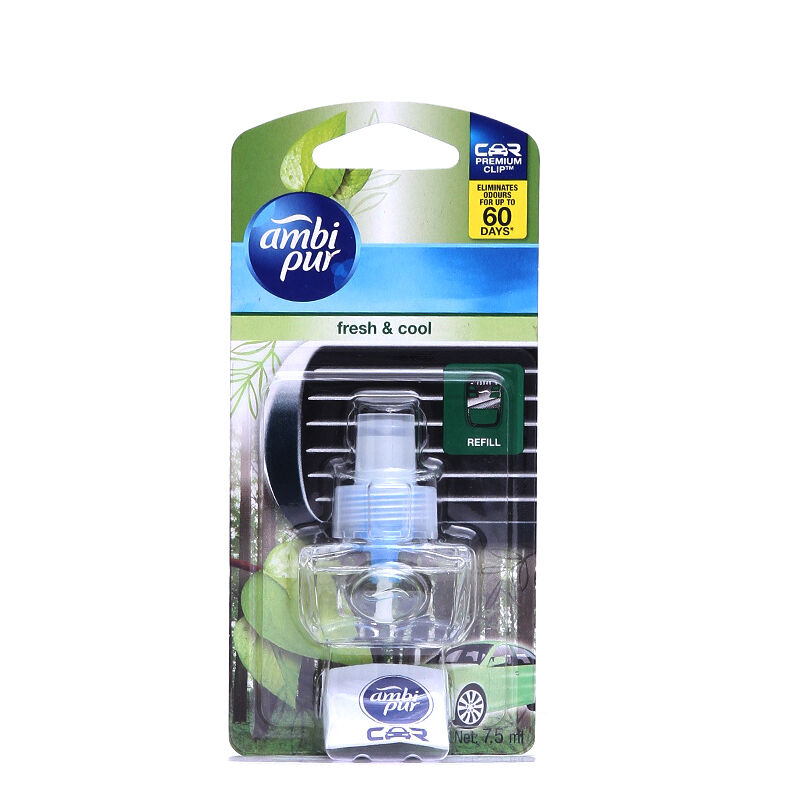 CAR
PREMIUM
CLIP™
ELIMINATES
ODOURS
FOR UP TO
60
DAYS*
ambi
pur
fresh & cool
REFILL
ambi
pur
CAR
Net: 7.5 ml